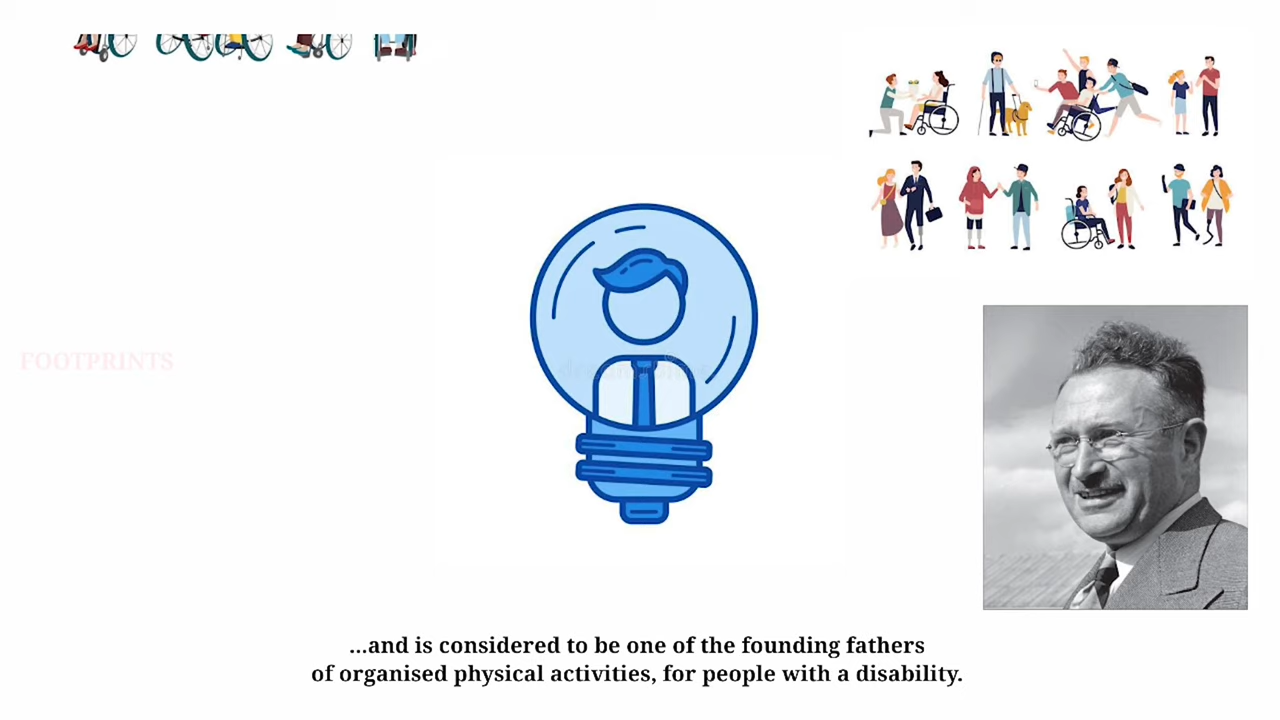 FOOTPRINTS
...and is considered to be one of the founding fathers
of organised physical activities, for people with a disability.